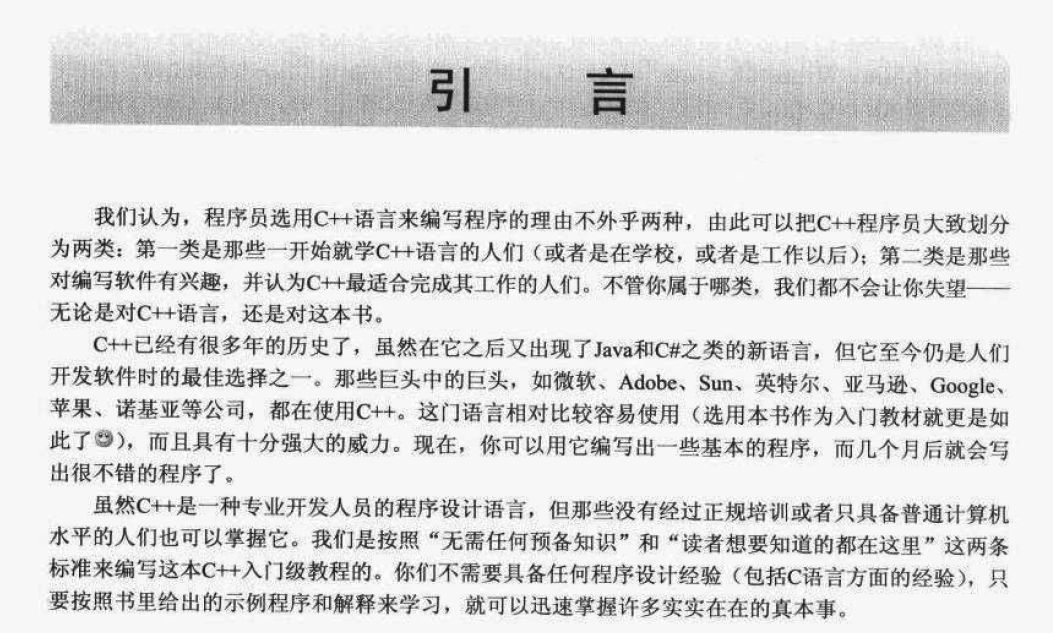 引 言
我们认为，程序员选用C++语言来编写程序的理由不外乎两种，由此可以把C++程序员大致划分
为两类：第一类是那些一开始就学C++语言的人们（或者是在学校，或者是工作以后）；第二类是那些
对编写软件有兴趣，并认为C++最适合完成其工作的人们。不管你属于哪类，我们都不会让你失望——
无论是对C++语言，还是对这本书。
C++已经有很多年的历史了，虽然在它之后又出现了Java和C#之类的新语言，但它至今仍是人们
开发软件时的最佳选择之一。那些巨头中的巨头，如微软、Adobe、Sun、英特尔、亚马逊、Google、
苹果、诺基亚等公司，都在使用C++。这门语言相对比较容易使用（选用本书作为入门教材就更是如
此了☺），而且具有十分强大的威力。现在，你可以用它编写出一些基本的程序，而几个月后就会写
出很不错的程序了。
虽然C++是一种专业开发人员的程序设计语言，但那些没有经过正规培训或者只具备普通计算机
水平的人们也可以掌握它。我们是按照“无需任何预备知识”和“读者想要知道的都在这里”这两条
标准来编写这本C++入门级教程的。你们不需要具备任何程序设计经验（包括C语言方面的经验），只
要按照书里给出的示例程序和解释来学习，就可以迅速掌握许多实实在在的真本事。